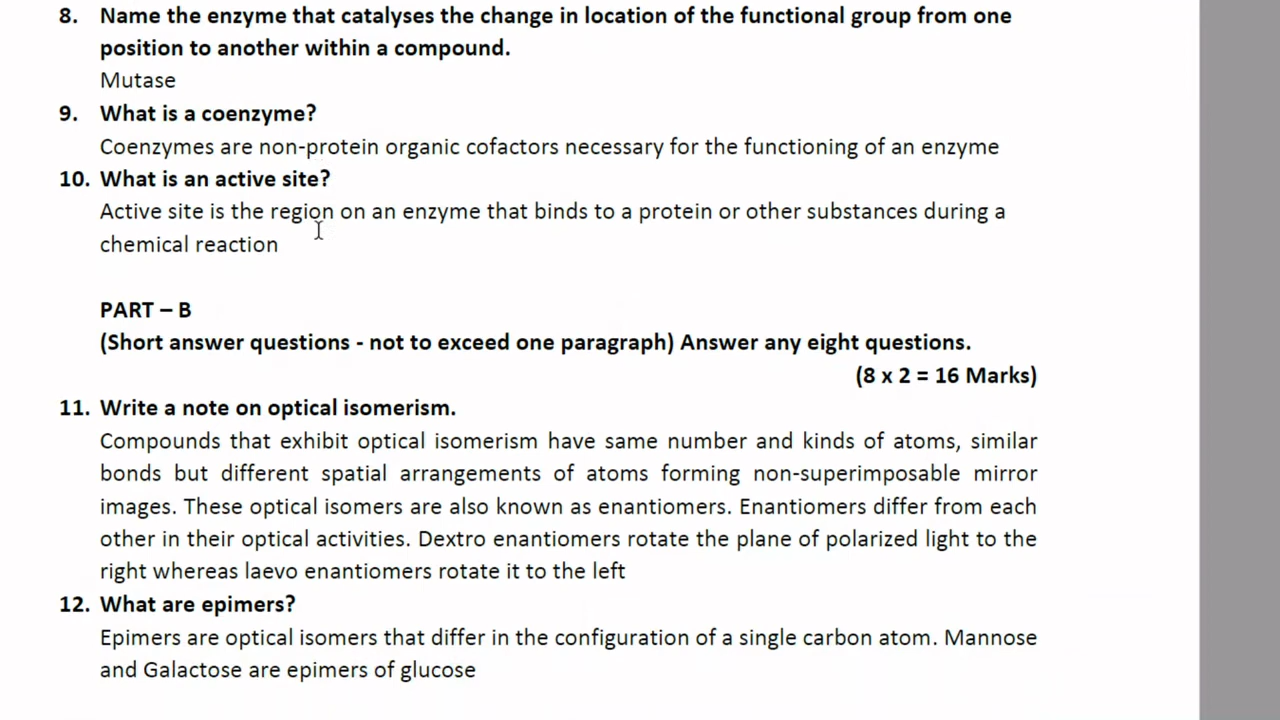 8. Name the enzyme that catalyses the change in location of the functional group from one
position to another within a compound.
Mutase
9. What is a coenzyme?
Coenzymes are non-protein organic cofactors necessary for the functioning of an enzyme
10. What is an active site?
Active site is the region on an enzyme that binds to a protein or other substances during a
chemical reaction
PART – B
(Short answer questions - not to exceed one paragraph) Answer any eight questions.
(8 x 2 = 16 Marks)
11. Write a note on optical isomerism.
Compounds that exhibit optical isomerism have same number and kinds of atoms, similar
bonds but different spatial arrangements of atoms forming non-superimposable mirror
images. These optical isomers are also known as enantiomers. Enantiomers differ from each
other in their optical activities. Dextro enantiomers rotate the plane of polarized light to the
right whereas laevo enantiomers rotate it to the left
12. What are epimers?
Epimers are optical isomers that differ in the configuration of a single carbon atom. Mannose
and Galactose are epimers of glucose